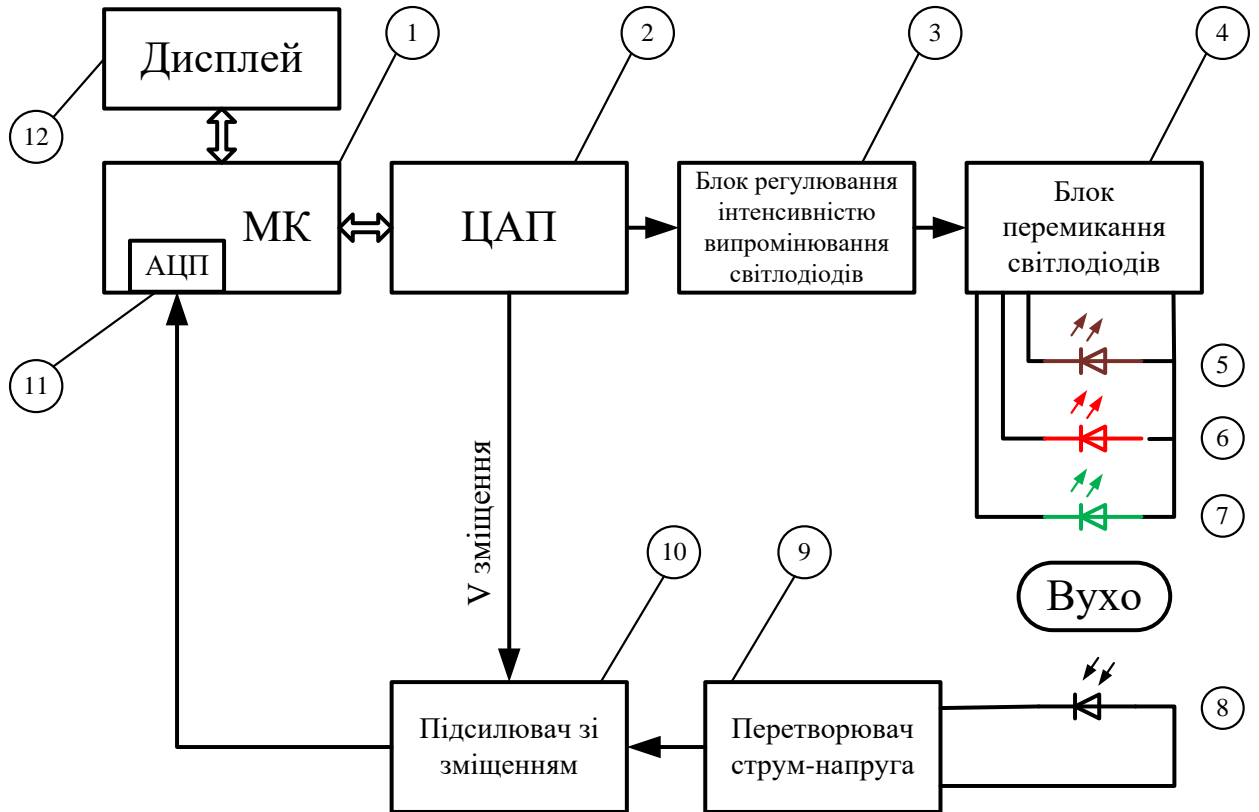 1
2
3
4
Дисплей
12
МК
АЦП
ЦАП
Блок регулювання
інтенсивністю
випромінювання
світлодіодів
Блок
перемикання
світлодіодів
11
5
6
7
V зміщення
10
9
Вухо
8
Підсилювач зі
зміщенням
Перетворювач
струм-напруга